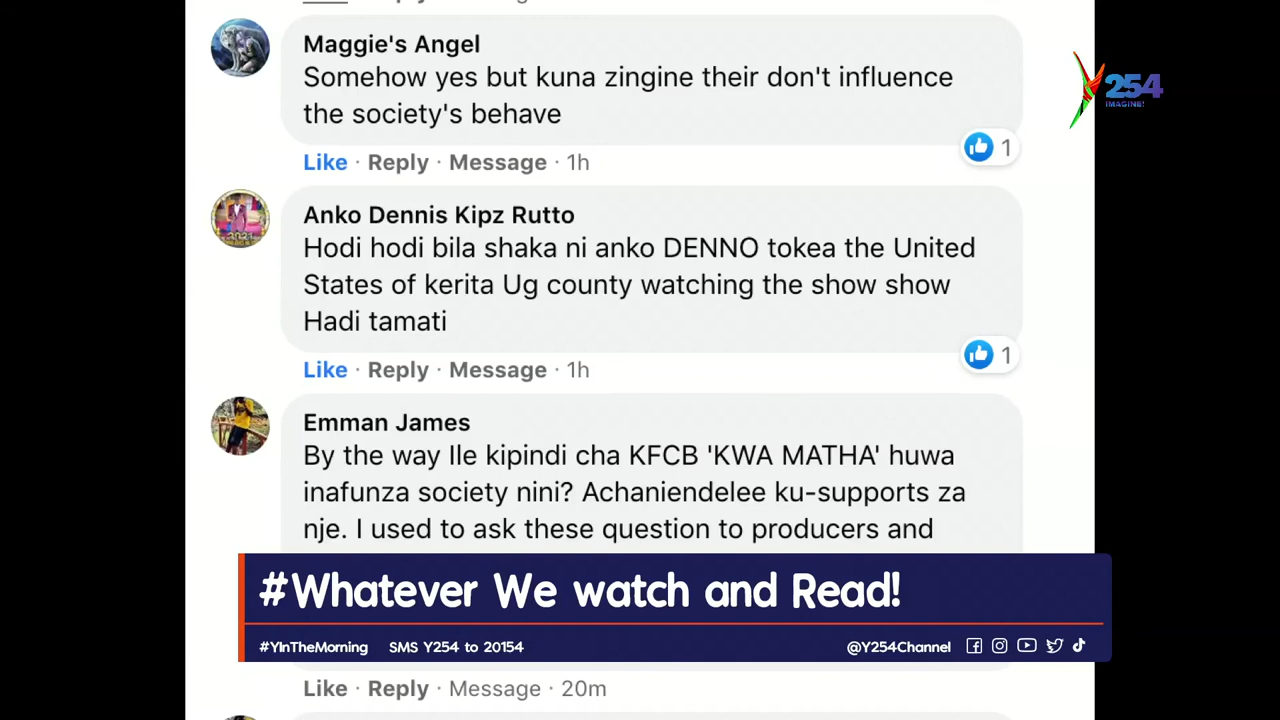 Maggie's Angel
Somehow yes but kuna zingine their don't influence
the society's behave
1
Like · Reply · Message · 1h
Y254
IMAGINE!
Anko Dennis Kipz Rutto
Hodi hodi bila shaka ni anko DENNO tokea the United
States of kerita Ug county watching the show show
Hadi tamati
1
Like · Reply · Message · 1h
Emman James
By the way Ile kipindi cha KFCB 'KWA MATHA' huwa
inafunza society nini? Achaniendelee ku-supports za
nje. I used to ask these question to producers and
#Whatever We watch and Read!
#YInTheMorning SMS Y254 to 20154 @Y254Channel
Like · Reply · Message · 20m